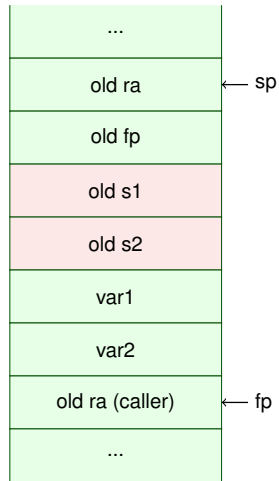 ...
old ra
sp
old fp
old s1
old s2
var1
var2
old ra (caller)
fp
...